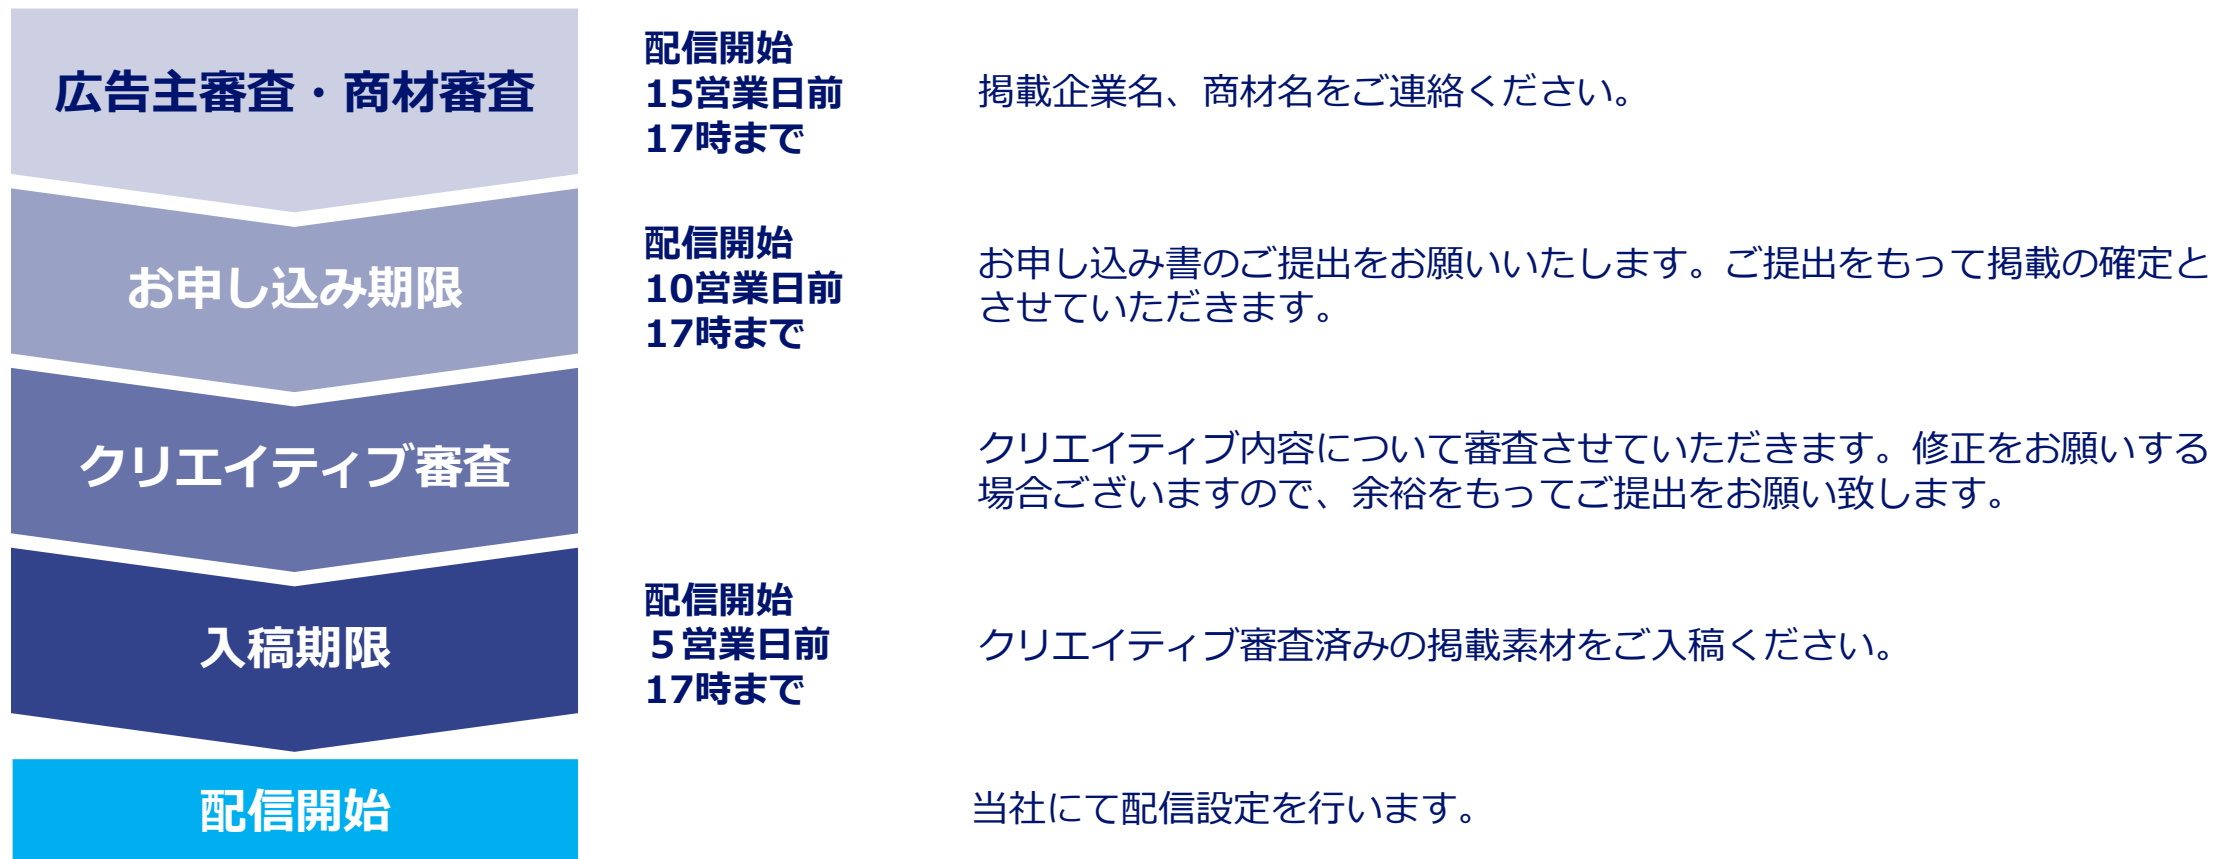 広告主審査・商材審査
配信開始
15営業日前
17時まで
掲載企業名、商材名をご連絡ください。
お申し込み期限
配信開始
10営業日前
17時まで
お申し込み書のご提出をお願いいたします。ご提出をもって掲載の確定と
させていただきます。
クリエイティブ審査
クリエイティブ内容について審査させていただきます。修正をお願いする
場合ございますので、余裕をもってご提出をお願い致します。
入稿期限
配信開始
５営業日前
17時まで
クリエイティブ審査済みの掲載素材をご入稿ください。
配信開始
当社にて配信設定を行います。